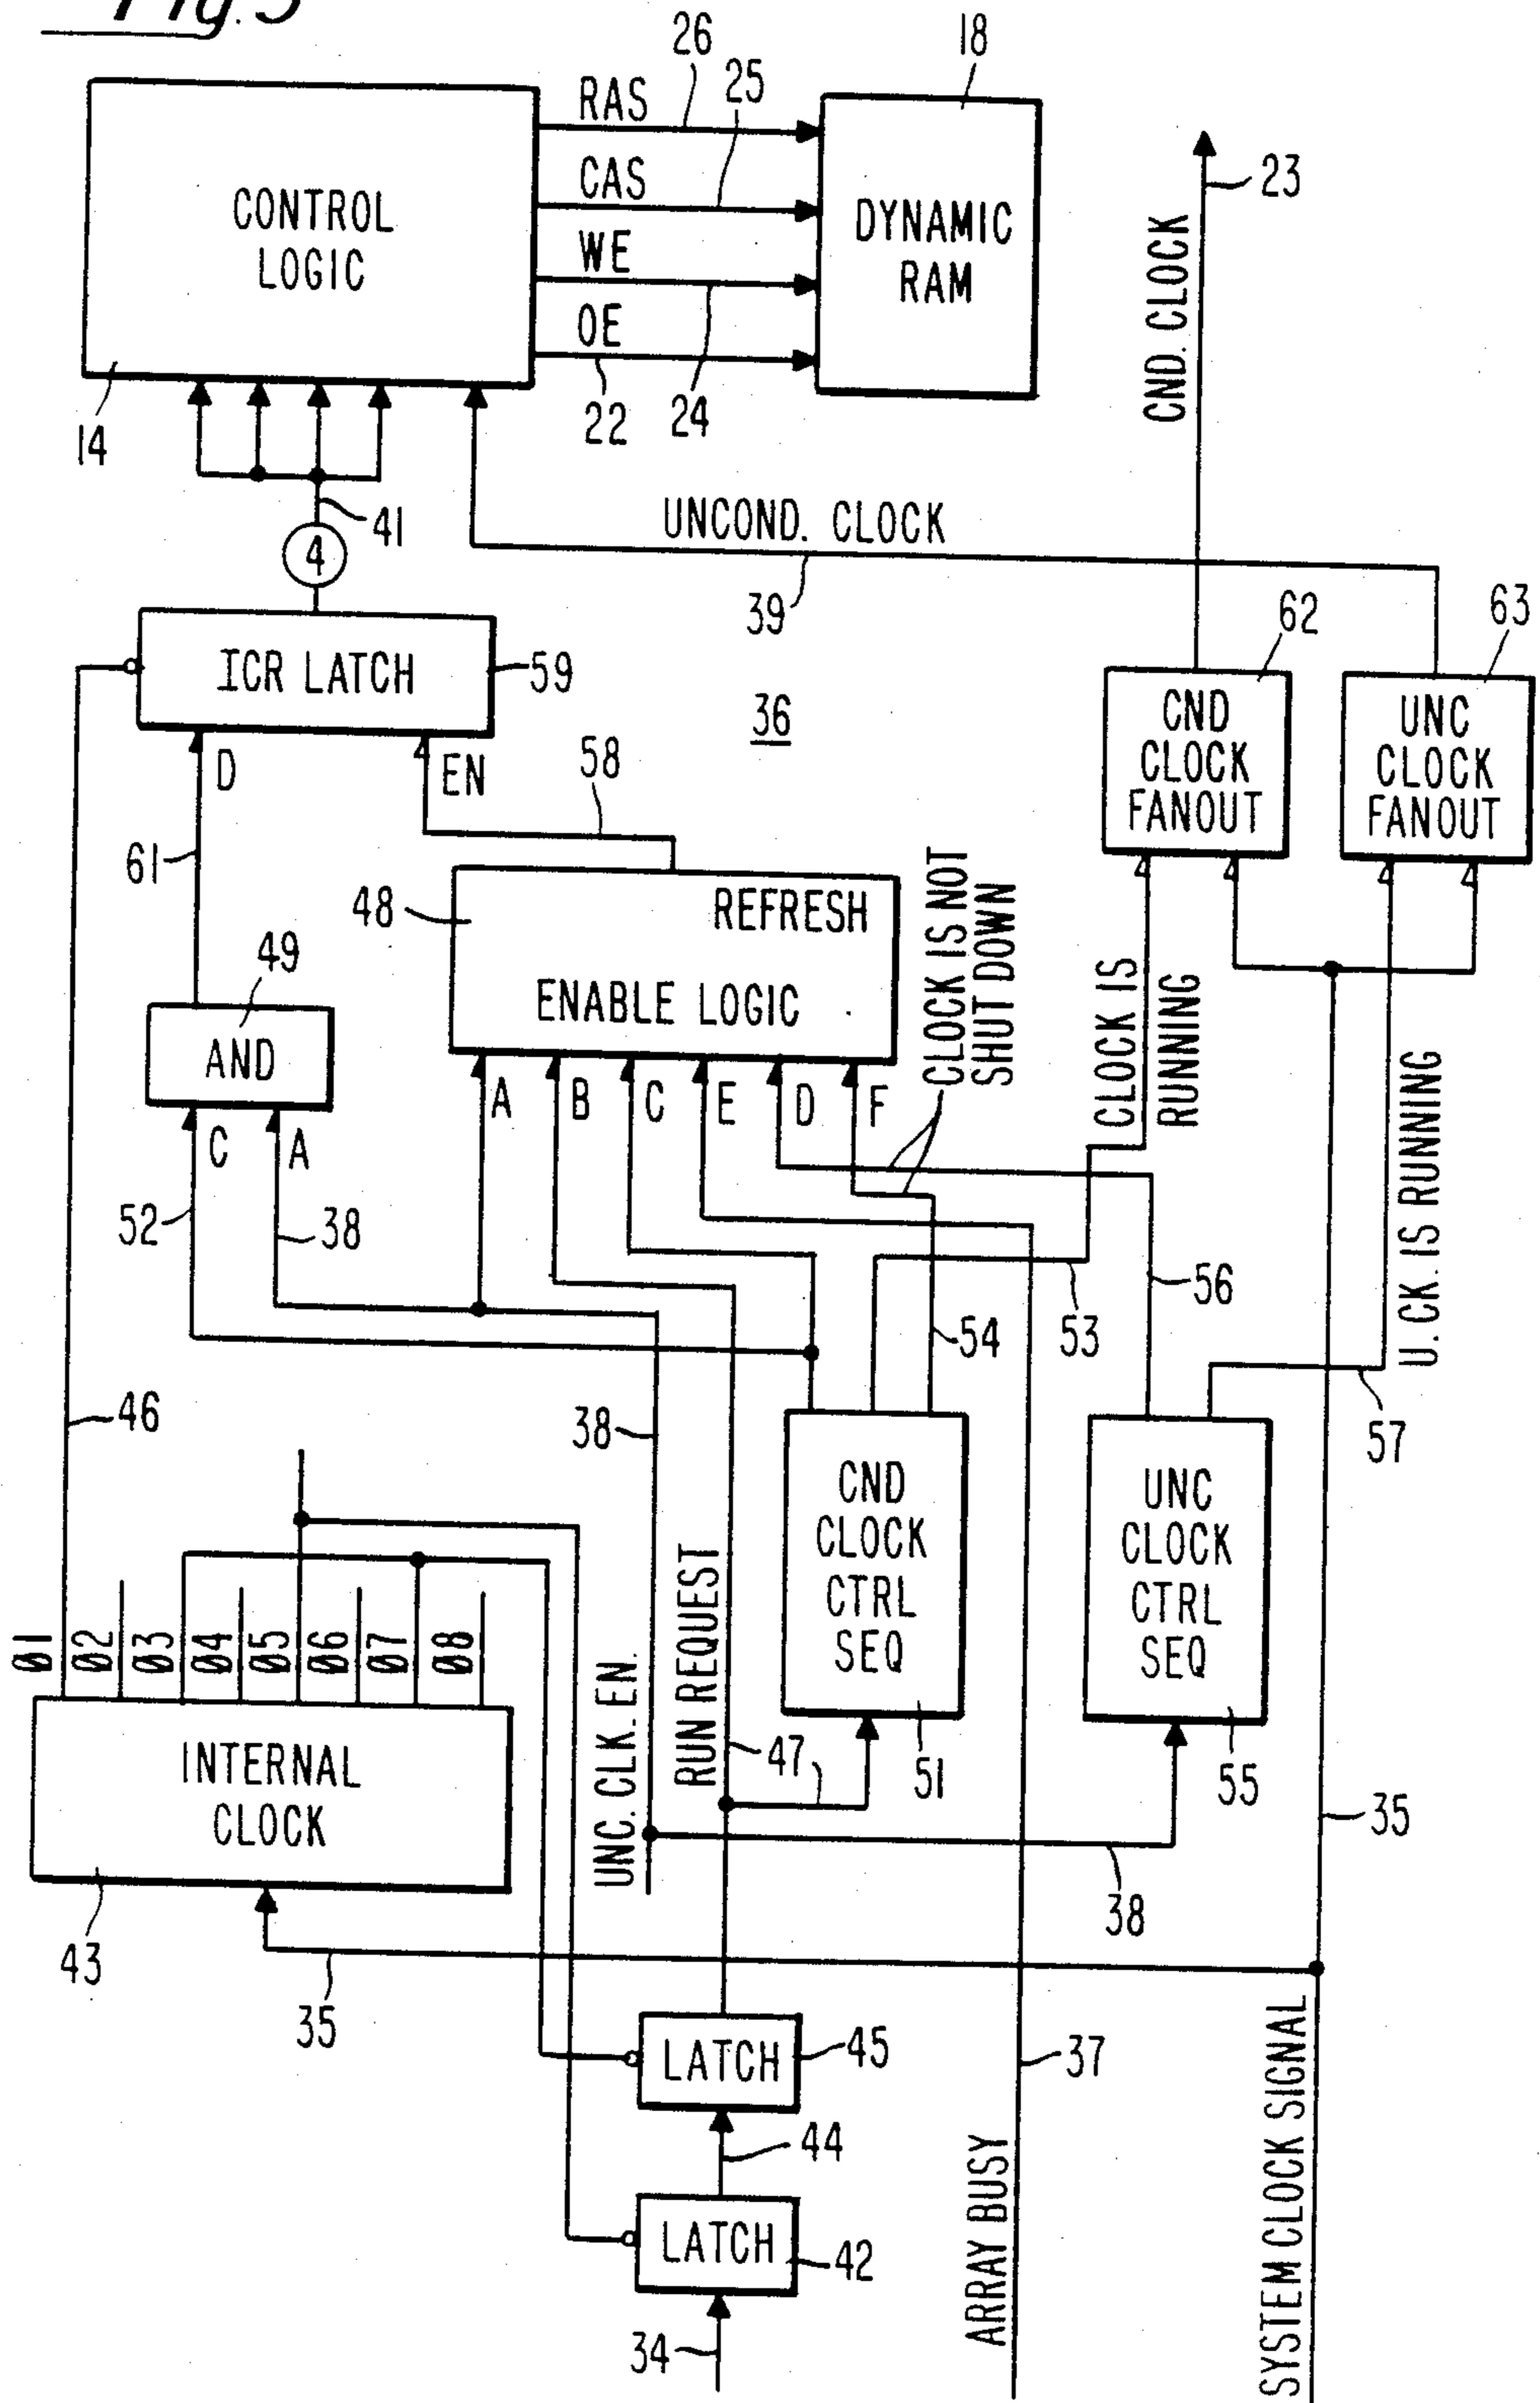 Fig. 3
26
18
RAS
25
CAS
CONTROL
LOGIC
WE
DYNAMIC
RAM
23
OE
CND. CLOCK
14
22
24
41
UNCOND. CLOCK
4
39
62
63
ICR LATCH
59
36
CND
CLOCK
FANOUT
UNC
CLOCK
FANOUT
D
EN
58
61
48
REFRESH
ENABLE LOGIC
CLOCK IS NOT
SHUT DOWN
CLOCK IS
RUNNING
49
AND
A
B
C
E
D
F
C
A
U.CK. IS RUNNING
52
38
56
54
53
46
38
57
CND
CLOCK
CTRL
SEQ
UNC
CLOCK
CTRL
SEQ
Ø1
Ø2
Ø3
Ø4
Ø5
Ø6
Ø7
Ø8
UNC. CLK. EN.
RUN REQUEST
INTERNAL
CLOCK
47
51
55
35
38
43
35
LATCH
45
37
44
ARRAY BUSY
SYSTEM CLOCK SIGNAL
LATCH
42
34